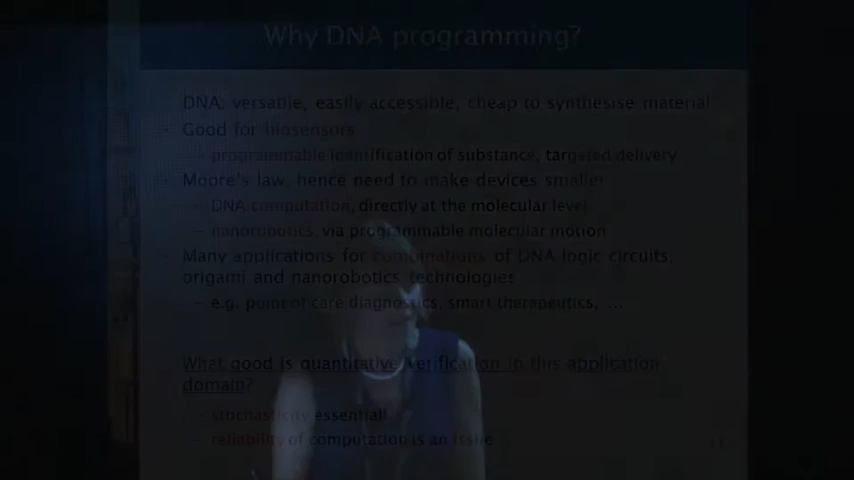 Why DNA programming?
DNA: versatile, easily accessible, cheap to synthesise material
Good for biosensors
– programmable identification of substance, targeted delivery
Moore's law, hence need to make devices smaller
– DNA computation, directly at the molecular level
– nanorobotics, via programmable molecular motion
Many applications for combinations of DNA logic circuits,
origami and nanorobotics technologies
– e.g. point of care diagnostics, smart therapeutics, ...
What good is quantitative verification in this application
domain?
– stochasticity essential!
– reliability of computation is an issue